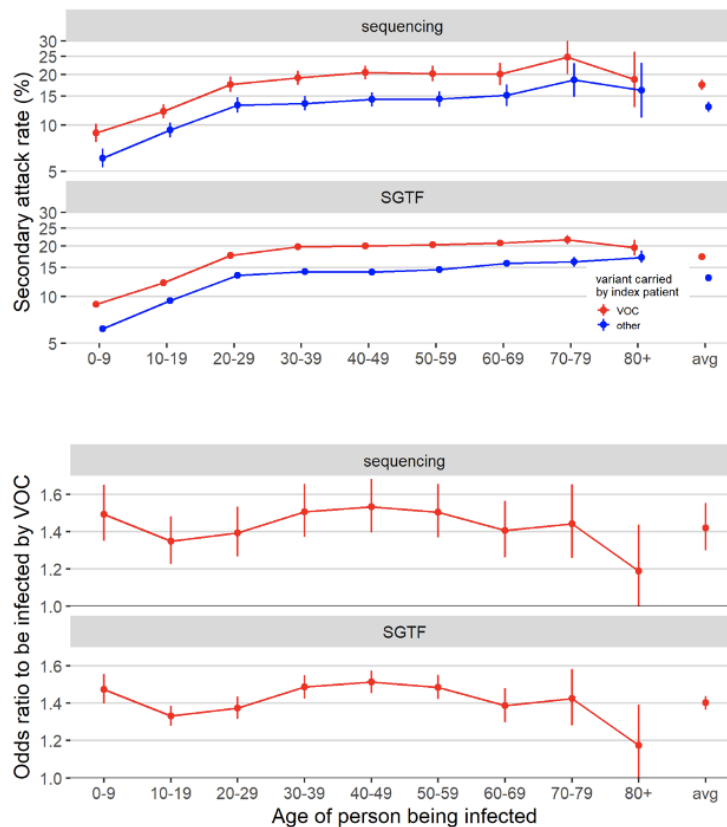 sequencing
Secondary attack rate (%)
30
25
20
15
10
5
SGTF
30
25
20
15
10
5
variant carried
by index patient
VOC
other
0-9 10-19 20-29 30-39 40-49 50-59 60-69 70-79 80+ avg
sequencing
Odds ratio to be infected by VOC
1.6
1.4
1.2
1.0
SGTF
1.6
1.4
1.2
1.0
0-9 10-19 20-29 30-39 40-49 50-59 60-69 70-79 80+ avg
Age of person being infected